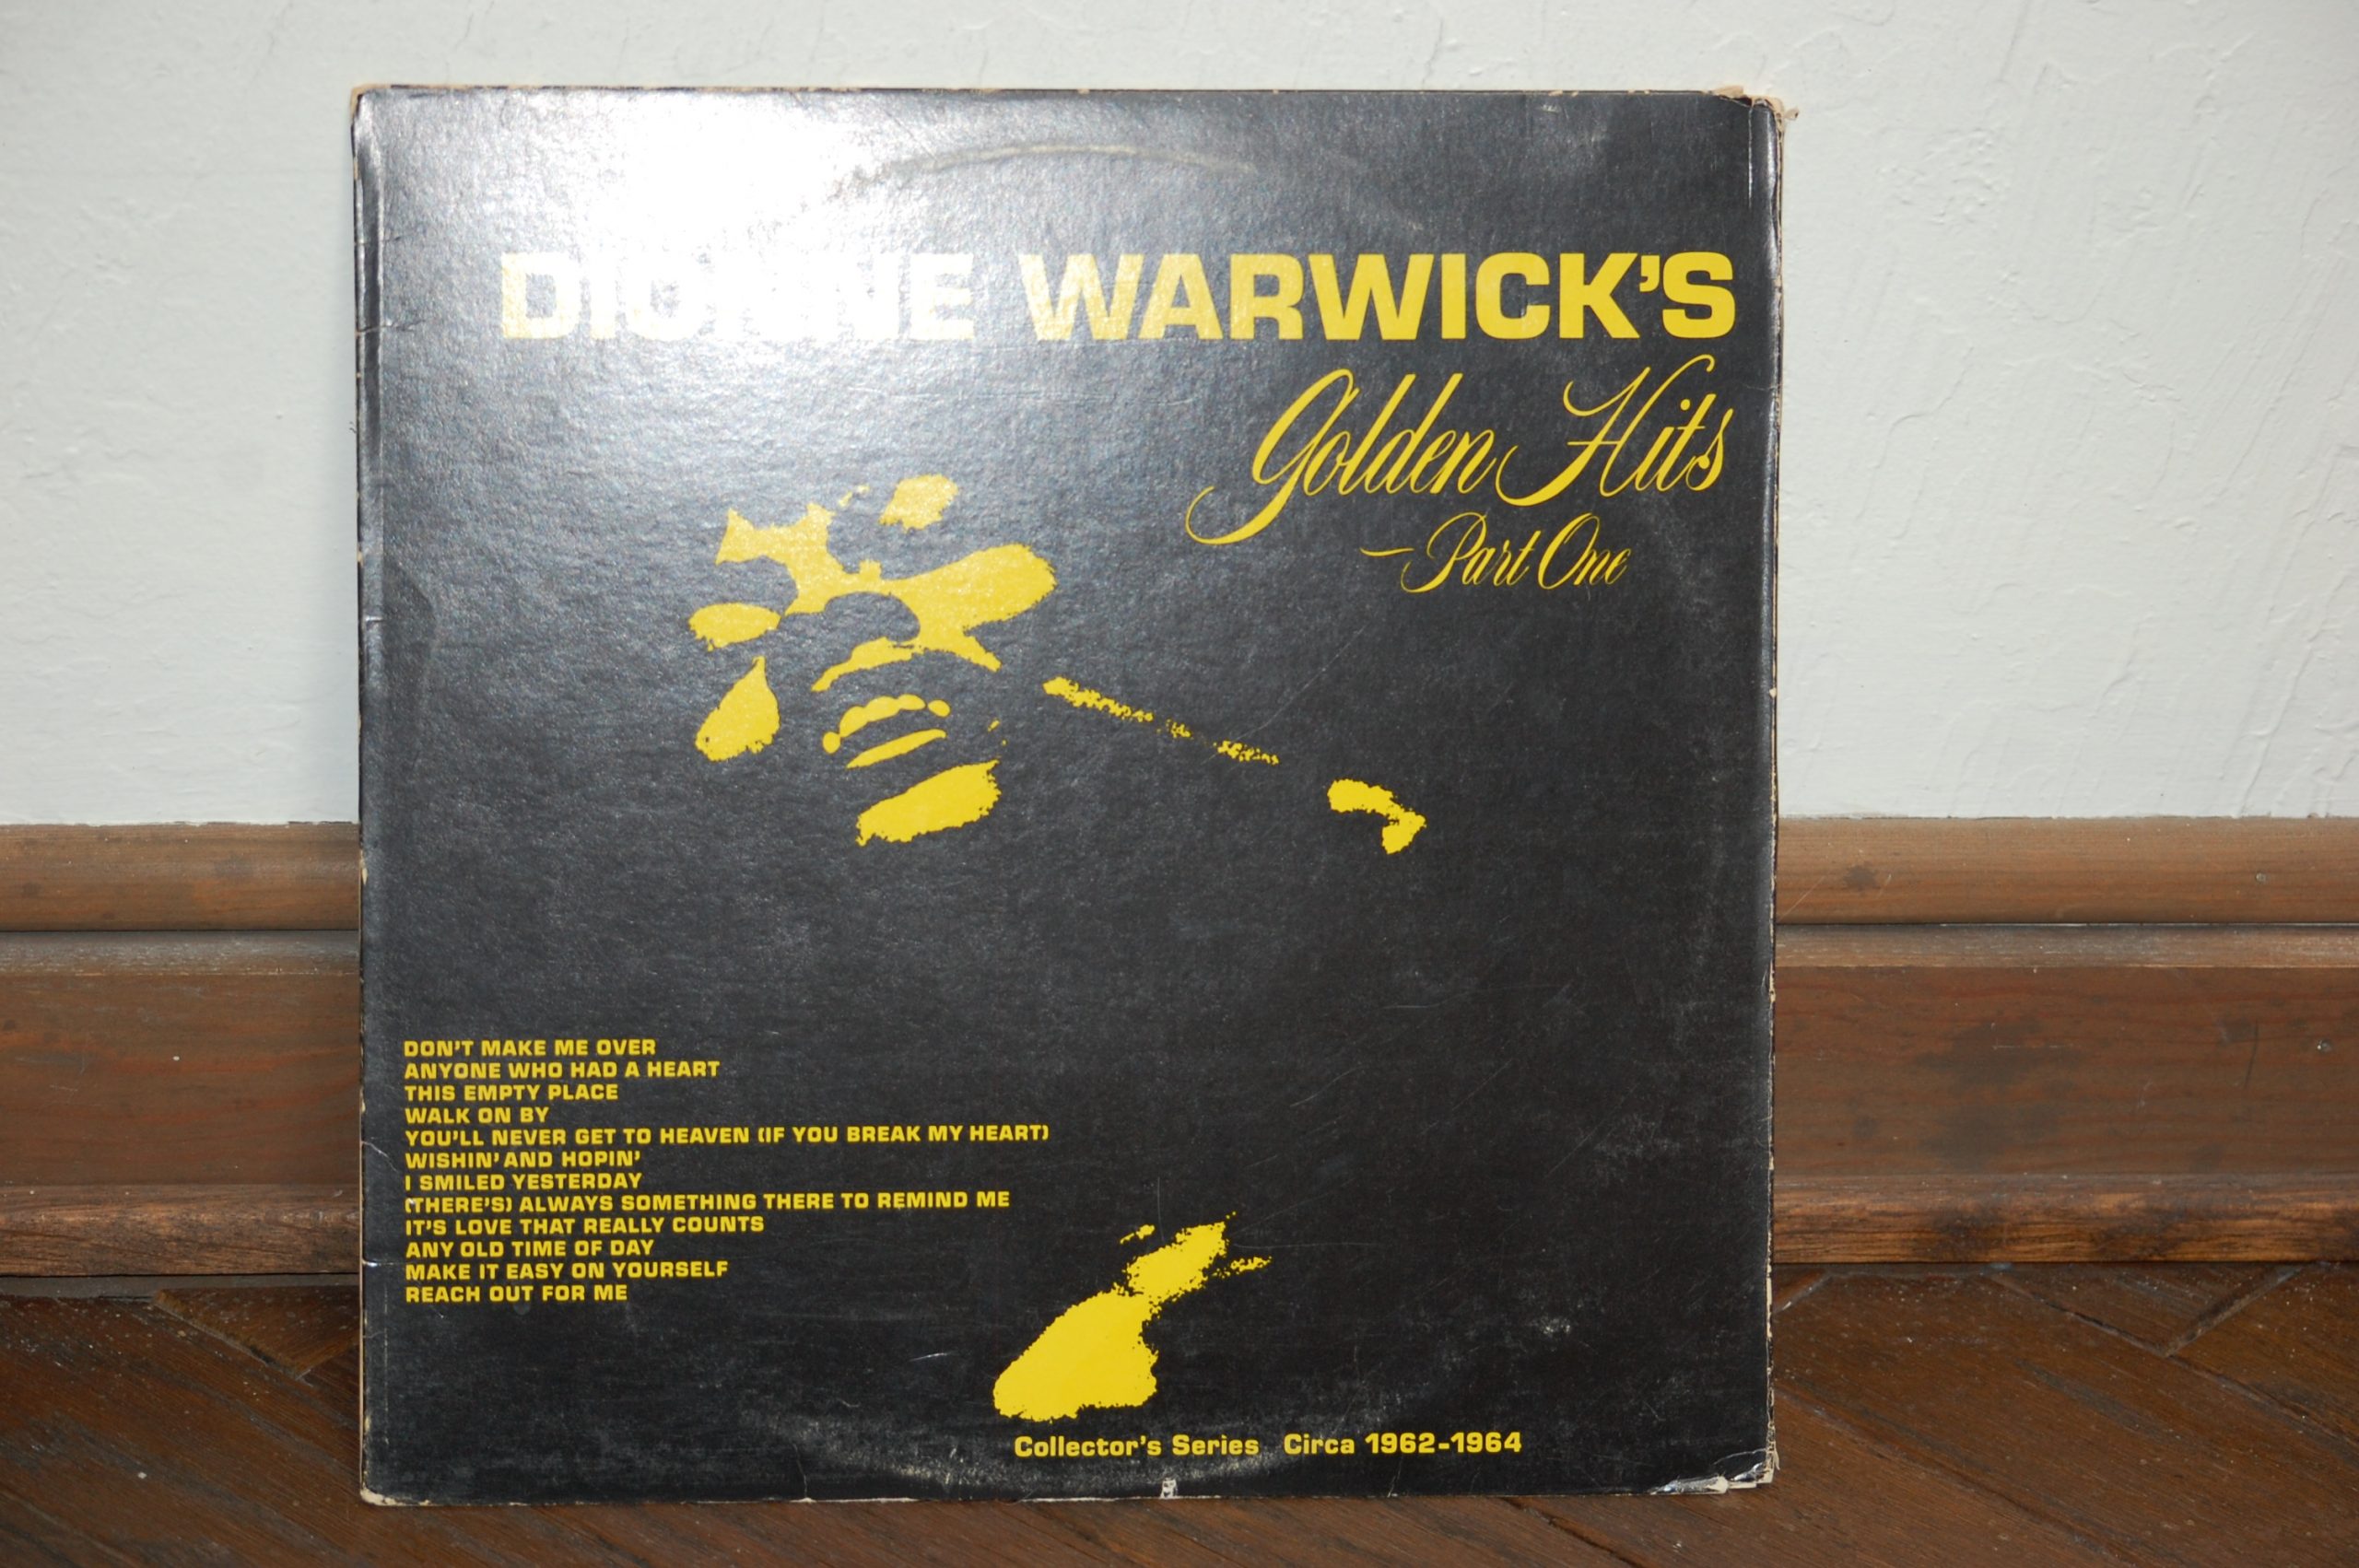 DIONNE WARWICK'S
Golden Hits
– Part One
DON'T MAKE ME OVER
ANYONE WHO HAD A HEART
THIS EMPTY PLACE
WALK ON BY
YOU'LL NEVER GET TO HEAVEN (IF YOU BREAK MY HEART)
WISHIN' AND HOPIN'
I SMILED YESTERDAY
(THERE'S) ALWAYS SOMETHING THERE TO REMIND ME
IT'S LOVE THAT REALLY COUNTS
ANY OLD TIME OF DAY
MAKE IT EASY ON YOURSELF
REACH OUT FOR ME
Collector's Series Circa 1962-1964